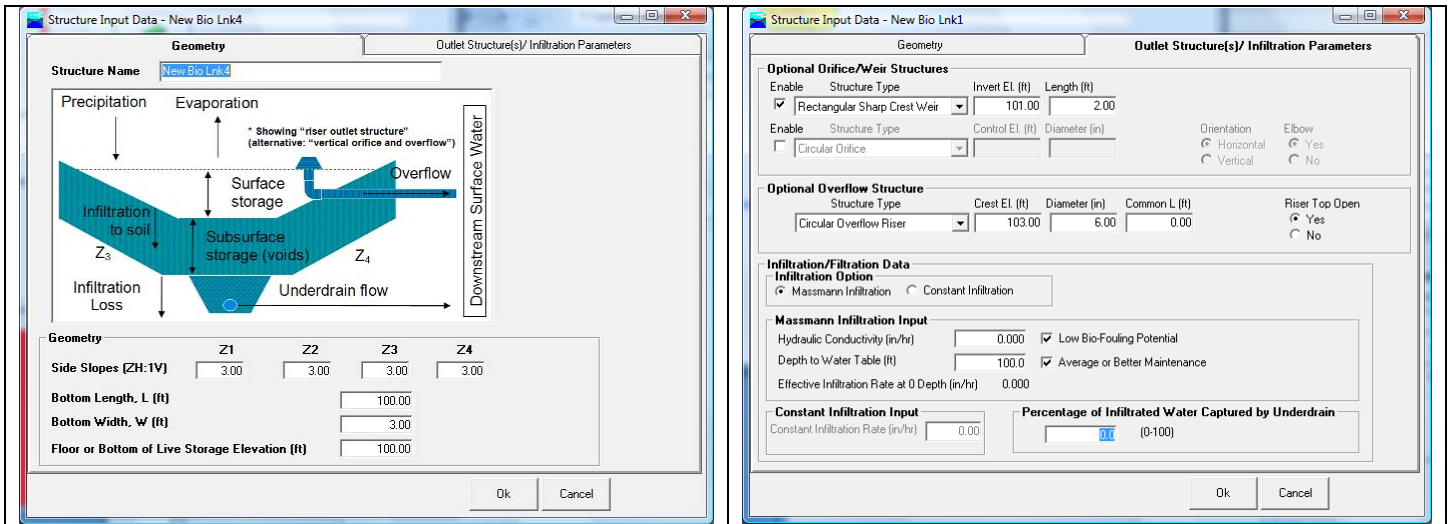 Structure Input Data - New Bio Lnk4
Geometry
Outlet Structure(s)/ Infiltration Parameters
Structure Name New Bio Lnk4
Precipitation Evaporation
* Showing "riser outlet structure"
(alternative: "vertical orifice and overflow")
Overflow
Surface
storage
Infiltration
to soil
Subsurface
storage (voids)
Z3
Z4
Infiltration
Loss
Underdrain flow
Downstream Surface Water
Geometry
Z1 Z2 Z3 Z4
Side Slopes (ZH:1V) 3.00 3.00 3.00 3.00
Bottom Length, L (ft) 100.00
Bottom Width, W (ft) 3.00
Floor or Bottom of Live Storage Elevation (ft) 100.00
Ok Cancel
Structure Input Data - New Bio Lnk1
Geometry
Outlet Structure(s)/ Infiltration Parameters
Optional Orifice/Weir Structures
Enable Structure Type Invert El. (ft) Length (ft)
Rectangular Sharp Crest Weir 101.00 2.00
Enable Structure Type Control El. (ft) Diameter (in) Orientation Elbow
Circular Orifice Horizontal Yes
Vertical No
Optional Overflow Structure
Structure Type Crest El. (ft) Diameter (in) Common L (ft) Riser Top Open
Circular Overflow Riser 103.00 6.00 0.00 Yes
No
Infiltration/Filtration Data
Infiltration Option
Massmann Infiltration Constant Infiltration
Massmann Infiltration Input
Hydraulic Conductivity (in/hr) 0.000 Low Bio-Fouling Potential
Depth to Water Table (ft) 100.0 Average or Better Maintenance
Effective Infiltration Rate at 0 Depth (in/hr) 0.000
Constant Infiltration Input
Constant Infiltration Rate (in/hr) 0.00
Percentage of Infiltrated Water Captured by Underdrain
0.0 (0-100)
Ok Cancel